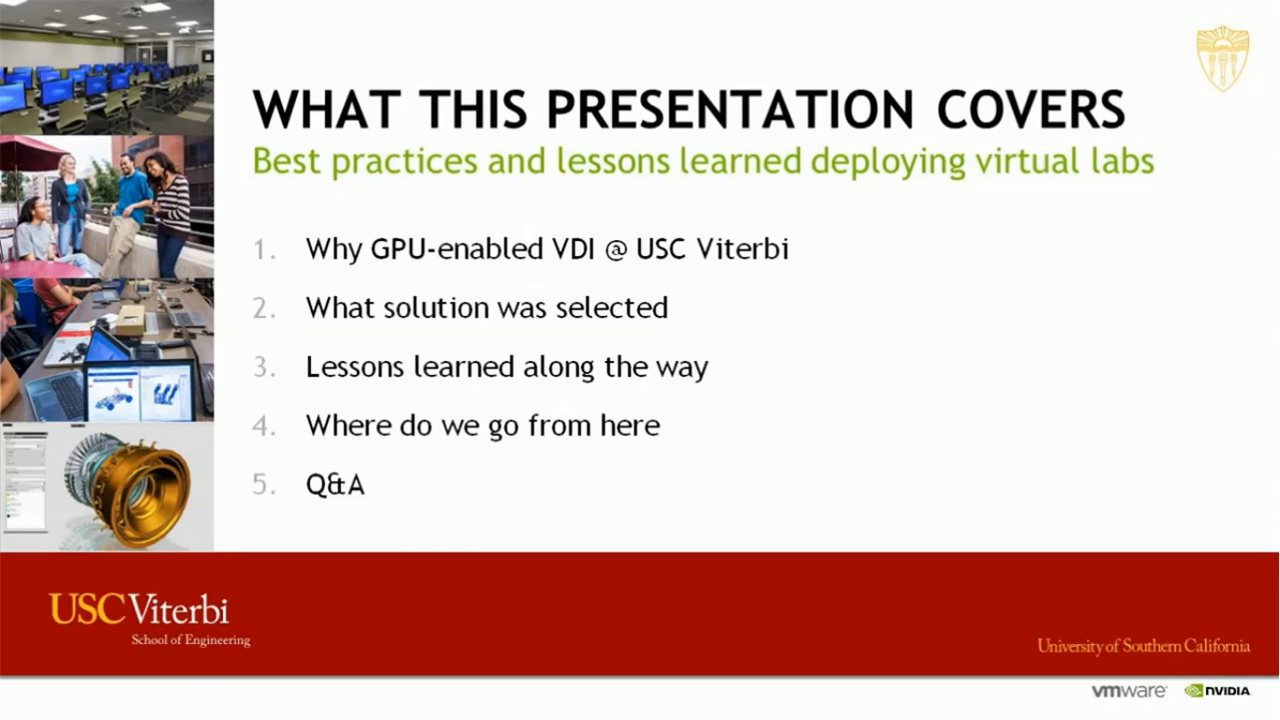 WHAT THIS PRESENTATION COVERS
Best practices and lessons learned deploying virtual labs
1. Why GPU-enabled VDI @ USC Viterbi
2. What solution was selected
3. Lessons learned along the way
4. Where do we go from here
5. Q&A
USC Viterbi
School of Engineering
University of Southern California
vmware NVIDIA